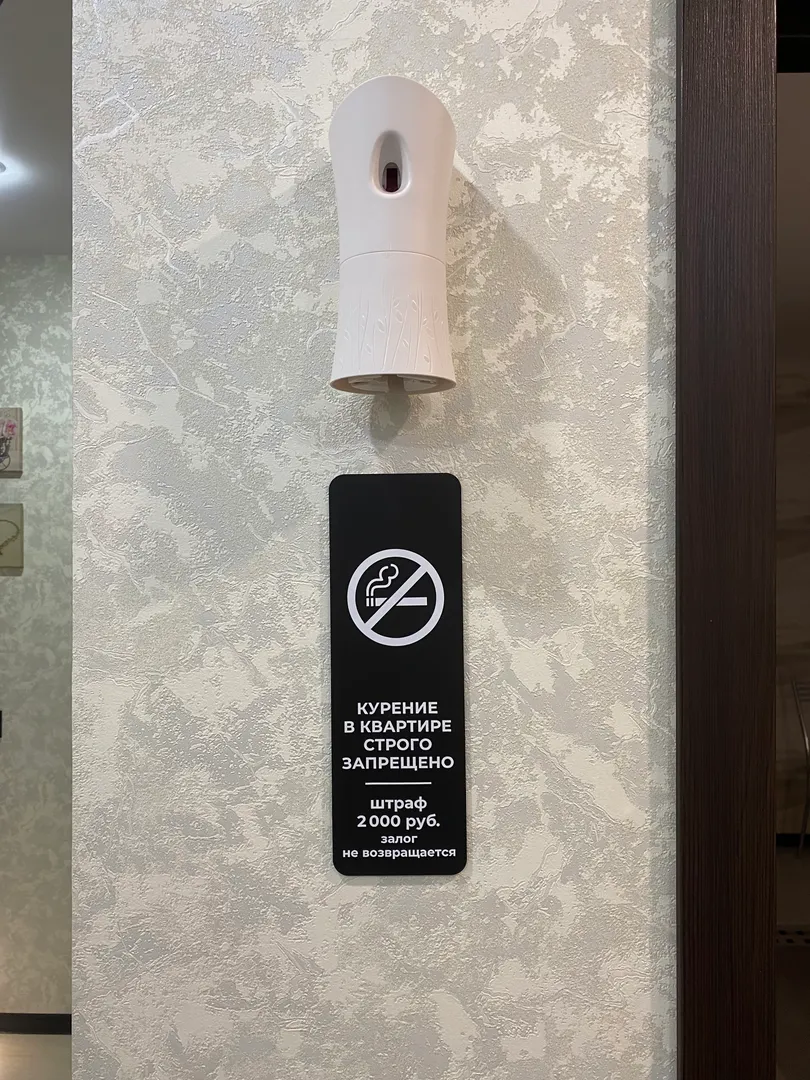 КУРЕНИЕ
В КВАРТИРЕ
СТРОГО
ЗАПРЕЩЕНО
штраф
2 000 руб.
залог
не возвращается